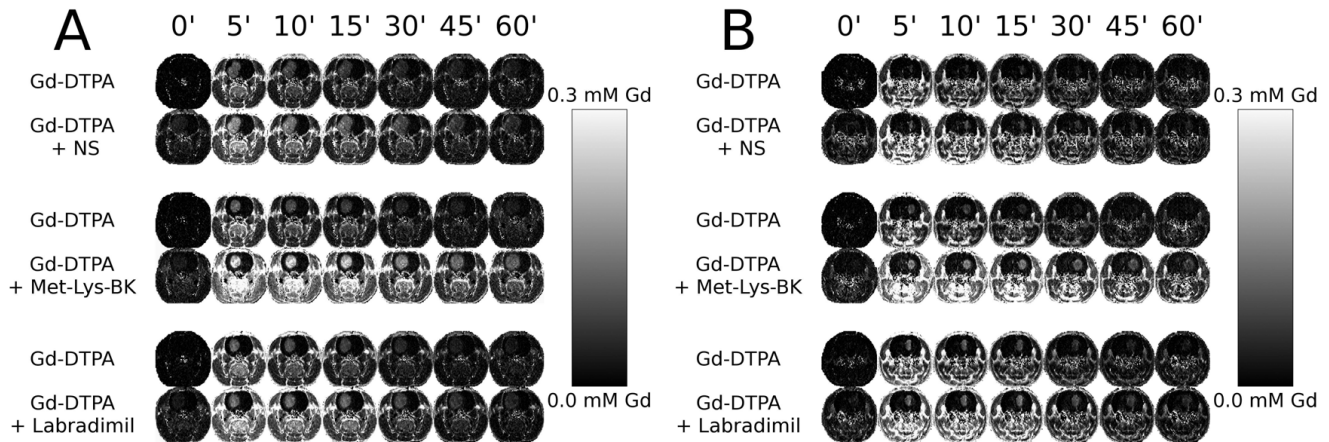 A
0' 5' 10' 15' 30' 45' 60'
Gd-DTPA
Gd-DTPA
+ NS
Gd-DTPA
Gd-DTPA
+ Met-Lys-BK
Gd-DTPA
Gd-DTPA
+ Labradimil
0.3 mM Gd
0.0 mM Gd
B
0' 5' 10' 15' 30' 45' 60'
Gd-DTPA
Gd-DTPA
+ NS
Gd-DTPA
Gd-DTPA
+ Met-Lys-BK
Gd-DTPA
Gd-DTPA
+ Labradimil
0.3 mM Gd
0.0 mM Gd